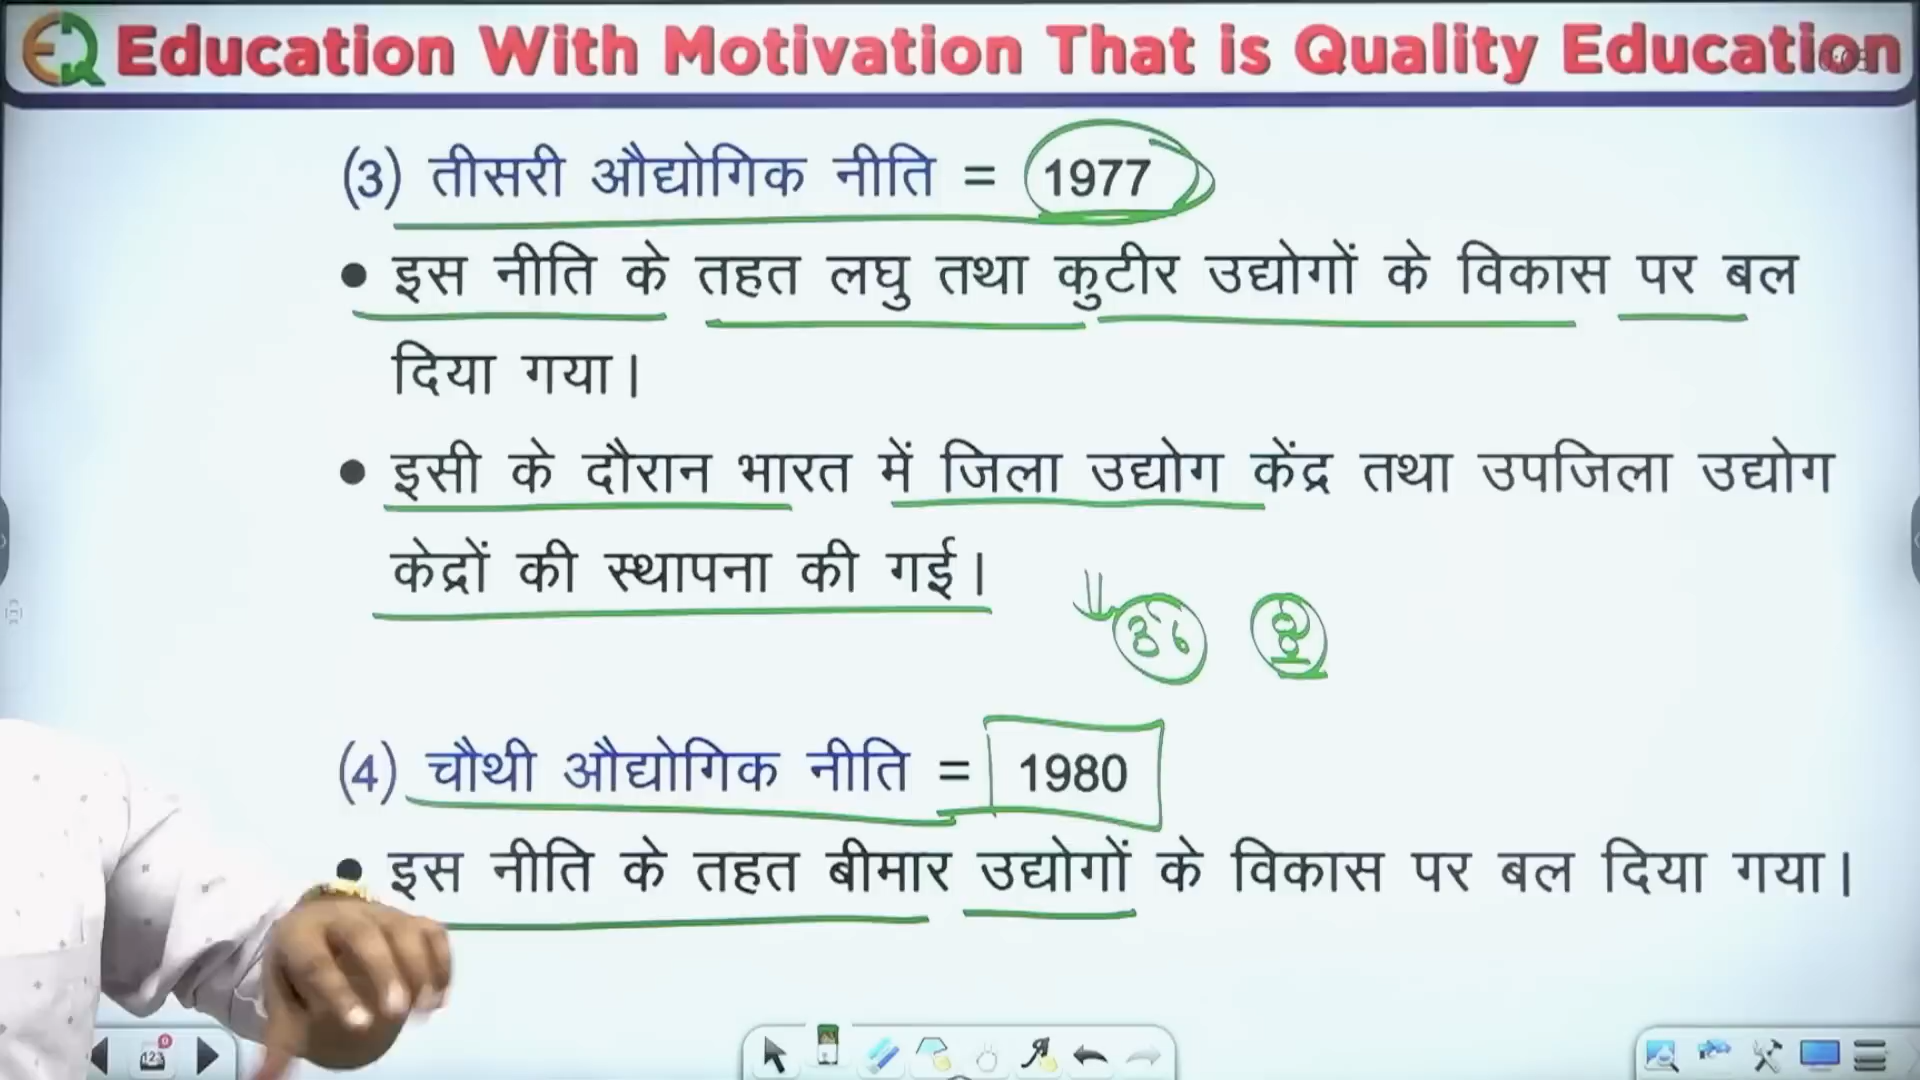 Education With Motivation That is Quality Education
(3) तीसरी औद्योगिक नीति = 1977
• इस नीति के तहत लघु तथा कुटीर उद्योगों के विकास पर बल
दिया गया।
• इसी के दौरान भारत में जिला उद्योग केंद्र तथा उपजिला उद्योग
केद्रों की स्थापना की गई।
36
(4) चौथी औद्योगिक नीति = 1980
• इस नीति के तहत बीमार उद्योगों के विकास पर बल दिया गया।